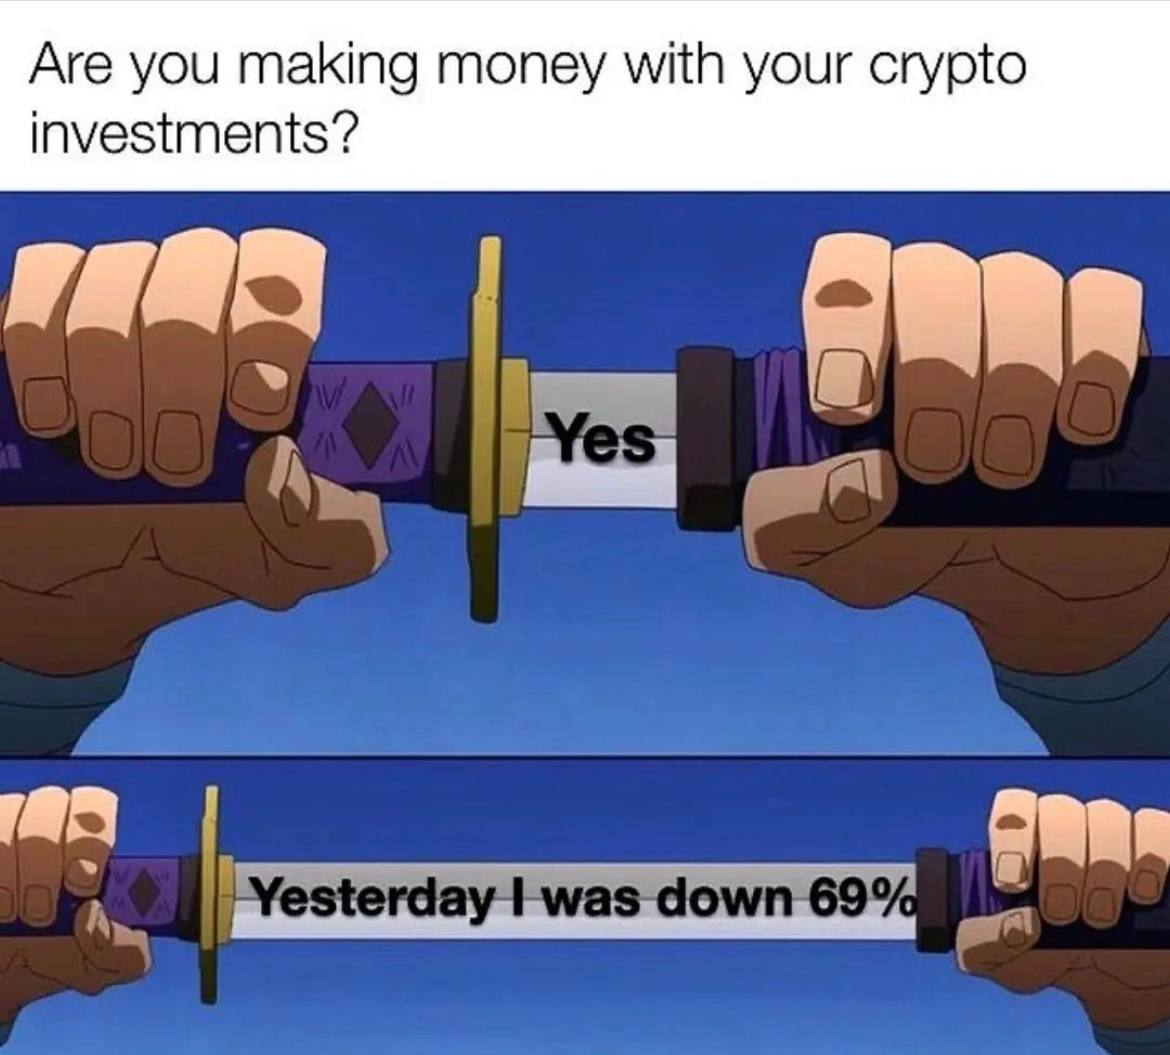 Are you making money with your crypto
investments?
Yes
Yesterday I was down 69%